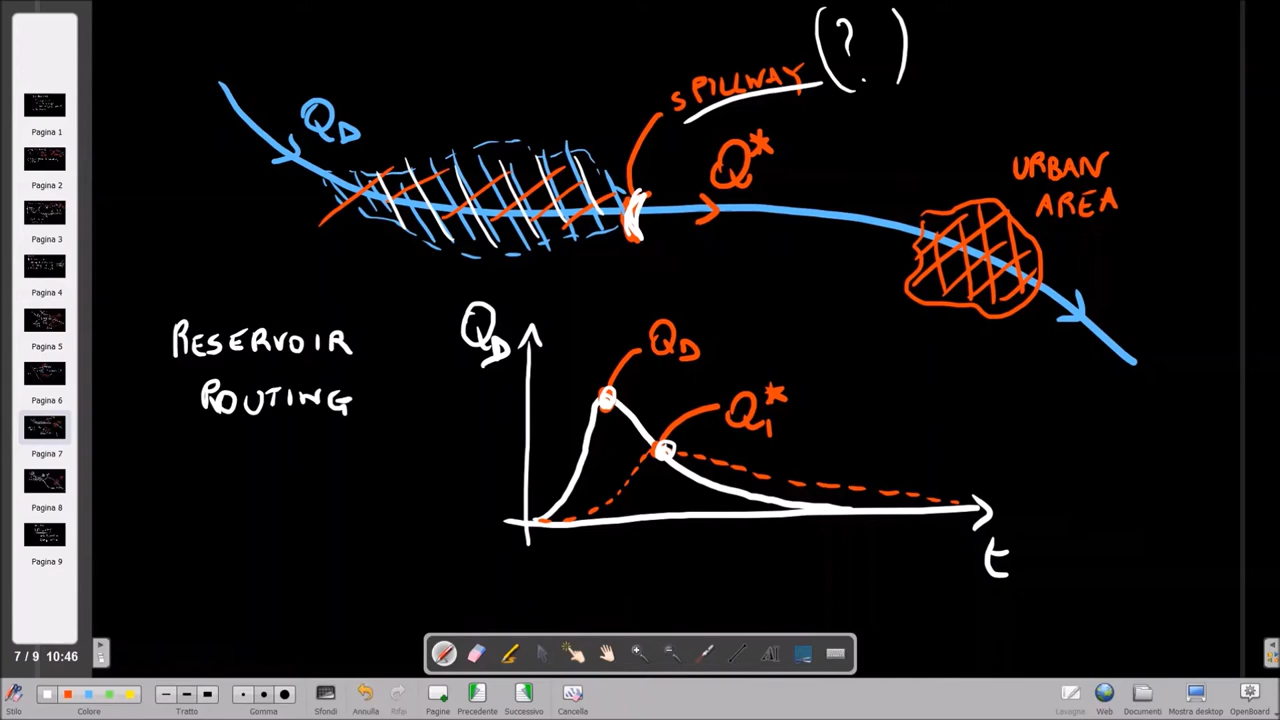 (?)
SPILLWAY
Q_D
Q*
URBAN
AREA
RESERVOIR
ROUTING
Q_D
Q_D
Q_1*
t
Pagina 1
Pagina 2
Pagina 3
Pagina 4
Pagina 5
Pagina 6
Pagina 7
Pagina 8
Pagina 9
7 / 9 10:46
Stilo
Colore
Tratto
Gomma
Sfondi
Annulla
Rifai
Pagine
Precedente
Successivo
Cancella
Lavagna
Web
Documenti
Mostra desktop
OpenBoard